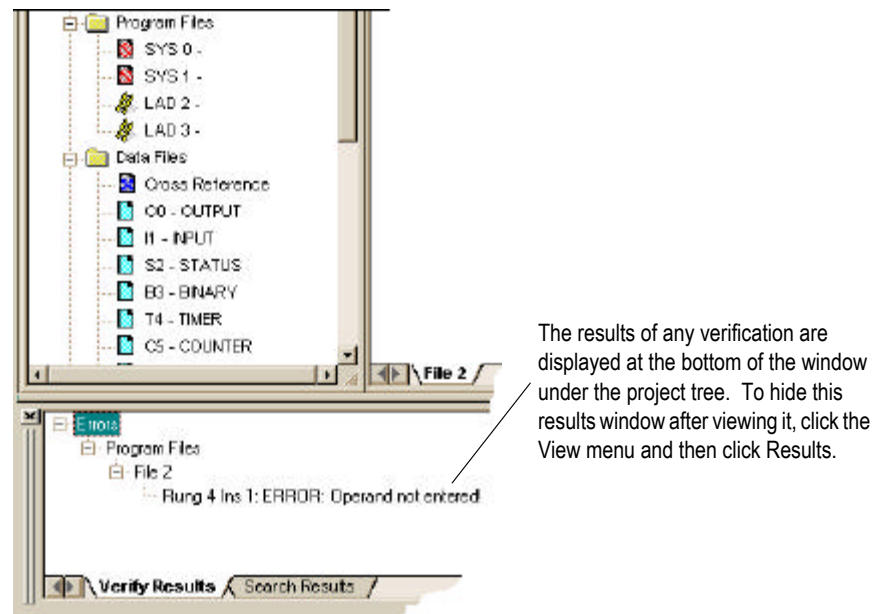 Program Files
SYS 0 -
SYS 1 -
LAD 2 -
LAD 3 -
Data Files
Cross Reference
O0 - OUTPUT
I1 - INPUT
S2 - STATUS
B3 - BINARY
T4 - TIMER
C5 - COUNTER
File 2
The results of any verification are
displayed at the bottom of the window
under the project tree. To hide this
results window after viewing it, click the
View menu and then click Results.
Errors
Program Files
File 2
Rung 4 Ins 1: ERROR: Operand not entered!
Verify Results
Search Results